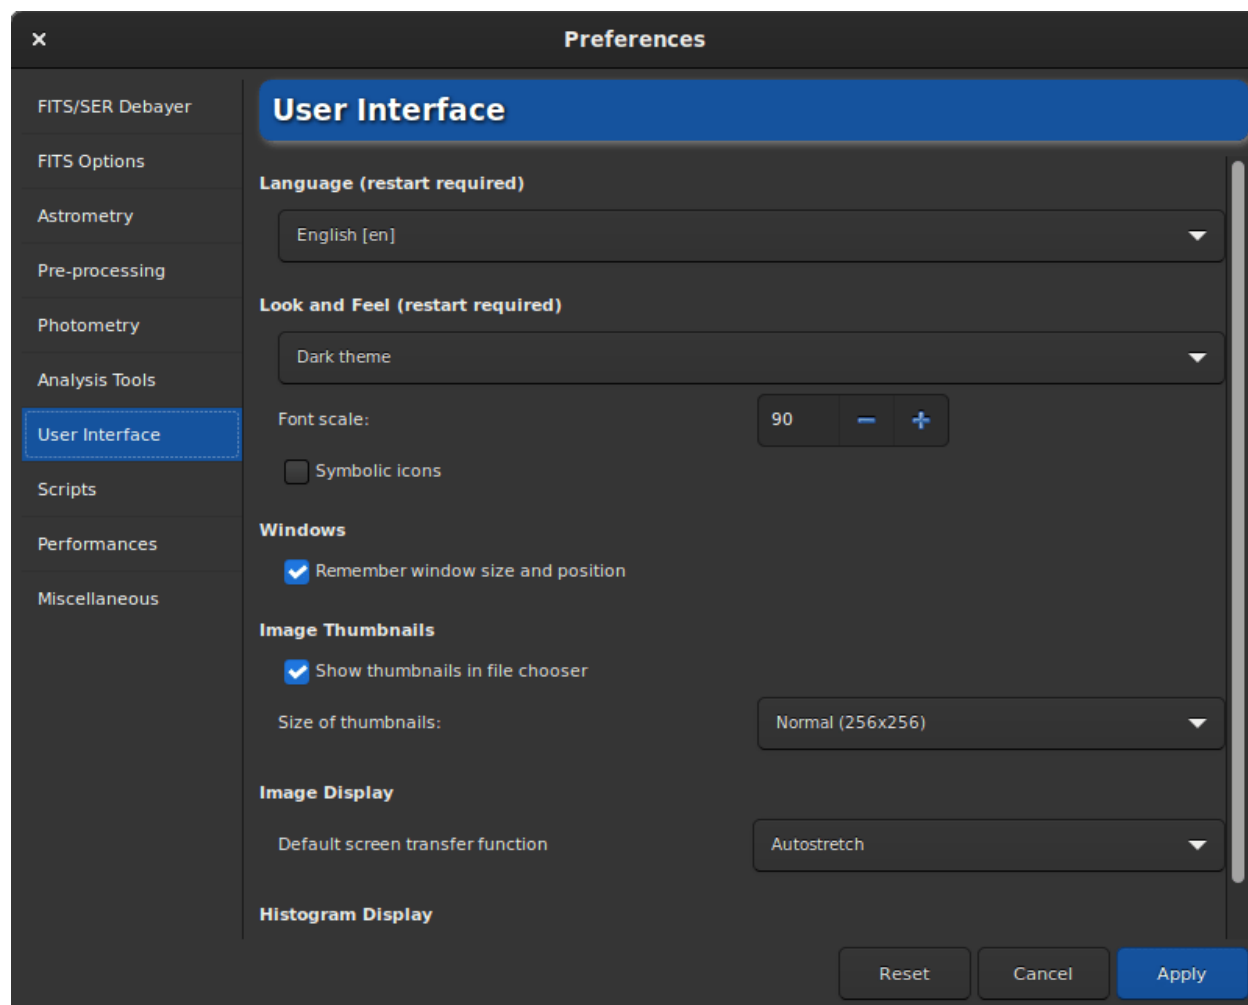 Preferences
FITS/SER Debayer
FITS Options
Astrometry
Pre-processing
Photometry
Analysis Tools
User Interface
Scripts
Performances
Miscellaneous
User Interface
Language (restart required)
English [en]
Look and Feel (restart required)
Dark theme
Font scale: 90
Symbolic icons
Windows
Remember window size and position
Image Thumbnails
Show thumbnails in file chooser
Size of thumbnails: Normal (256x256)
Image Display
Default screen transfer function Autostretch
Histogram Display
Reset Cancel Apply